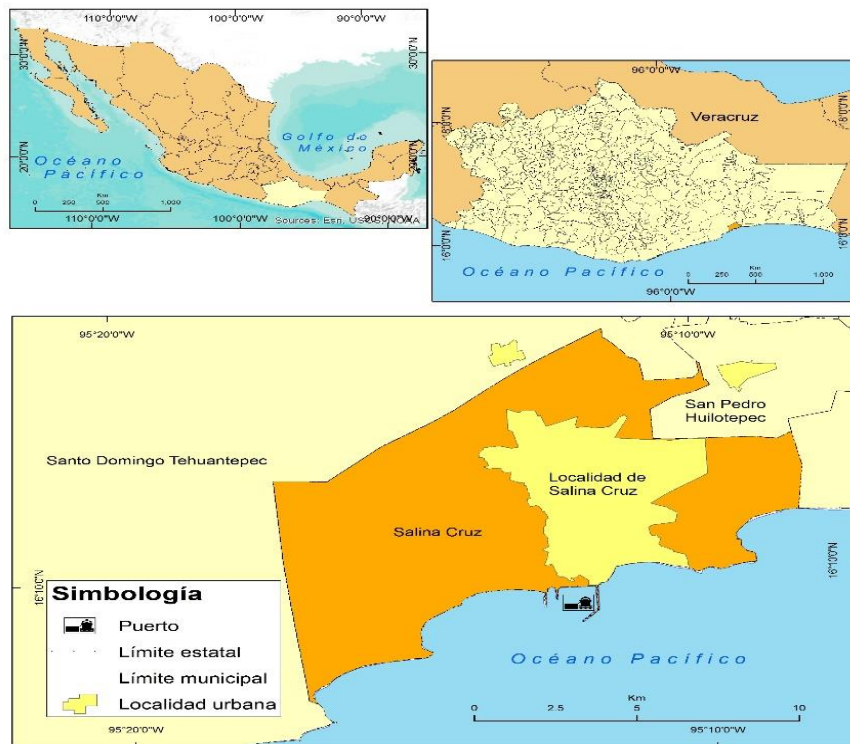 110°0'0"W
100°0'0"W
90°0'0"W
30°0'0"N
30°0'0"N
Golfo de
México
Océano
Pacífico
20°0'0"N
20°0'0"N
Km
0 250 500 1,000
110°0'0"W
100°0'0"W
90°0'0"W
Sources: Esri, USGS, NOAA
96°0'0"W
18°0'0"N
18°0'0"N
Veracruz
16°0'0"N
16°0'0"N
Océano Pacífico
Km
0 250 500 1,000
96°0'0"W
95°20'0"W
95°10'0"W
San Pedro
Huilotepec
Santo Domingo Tehuantepec
Localidad de
Salina Cruz
Salina Cruz
16°10'0"N
16°10'0"N
Simbología
Puerto
Límite estatal
Límite municipal
Localidad urbana
Océano Pacífico
Km
0 2.5 5 10
95°20'0"W
95°10'0"W